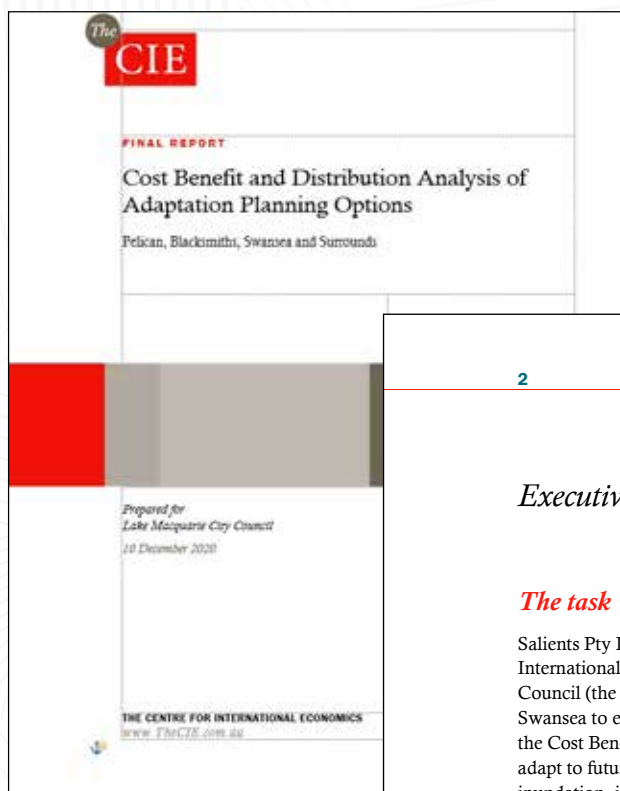 The
CIE
FINAL REPORT
Cost Benefit and Distribution Analysis of
Adaptation Planning Options
Pelican, Blacksmiths, Swansea and Surrounds
Prepared for
Lake Macquarie City Council
10 December 2020
THE CENTRE FOR INTERNATIONAL ECONOMICS
www.TheCIE.com.au
2
Executiv
The task
Salients Pty
International
Council (the
Swansea to e
the Cost Ben
adapt to futu